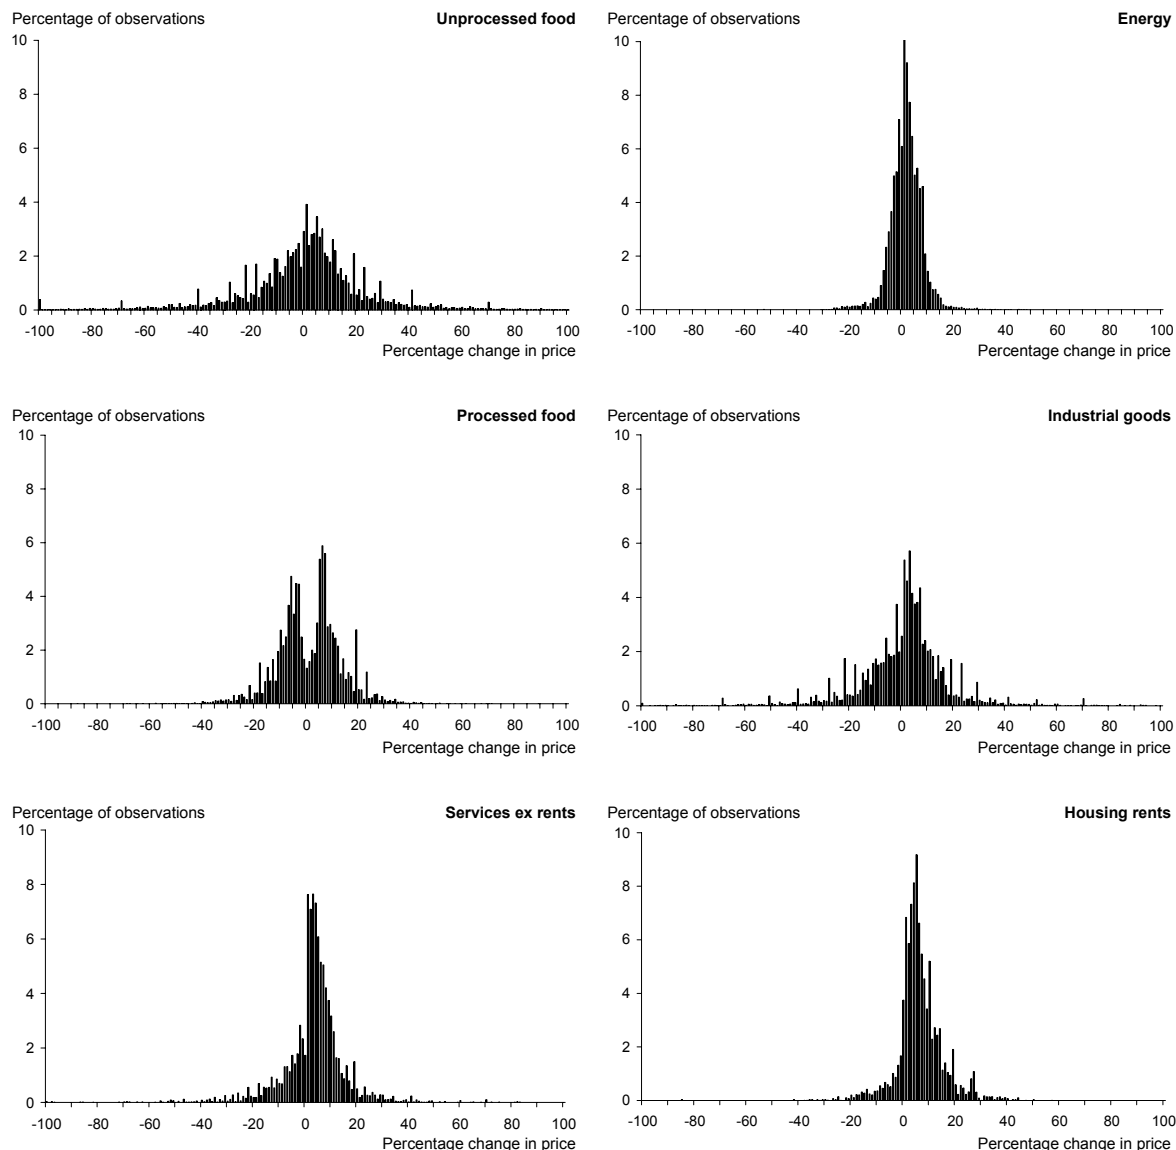 Percentage of observations Unprocessed food
10
8
6
4
2
0
-100 -80 -60 -40 -20 0 20 40 60 80 100
Percentage change in price
Percentage of observations Energy
10
8
6
4
2
0
-100 -80 -60 -40 -20 0 20 40 60 80 100
Percentage change in price
Percentage of observations Processed food
10
8
6
4
2
0
-100 -80 -60 -40 -20 0 20 40 60 80 100
Percentage change in price
Percentage of observations Industrial goods
10
8
6
4
2
0
-100 -80 -60 -40 -20 0 20 40 60 80 100
Percentage change in price
Percentage of observations Services ex rents
10
8
6
4
2
0
-100 -80 -60 -40 -20 0 20 40 60 80 100
Percentage change in price
Percentage of observations Housing rents
10
8
6
4
2
0
-100 -80 -60 -40 -20 0 20 40 60 80 100
Percentage change in price